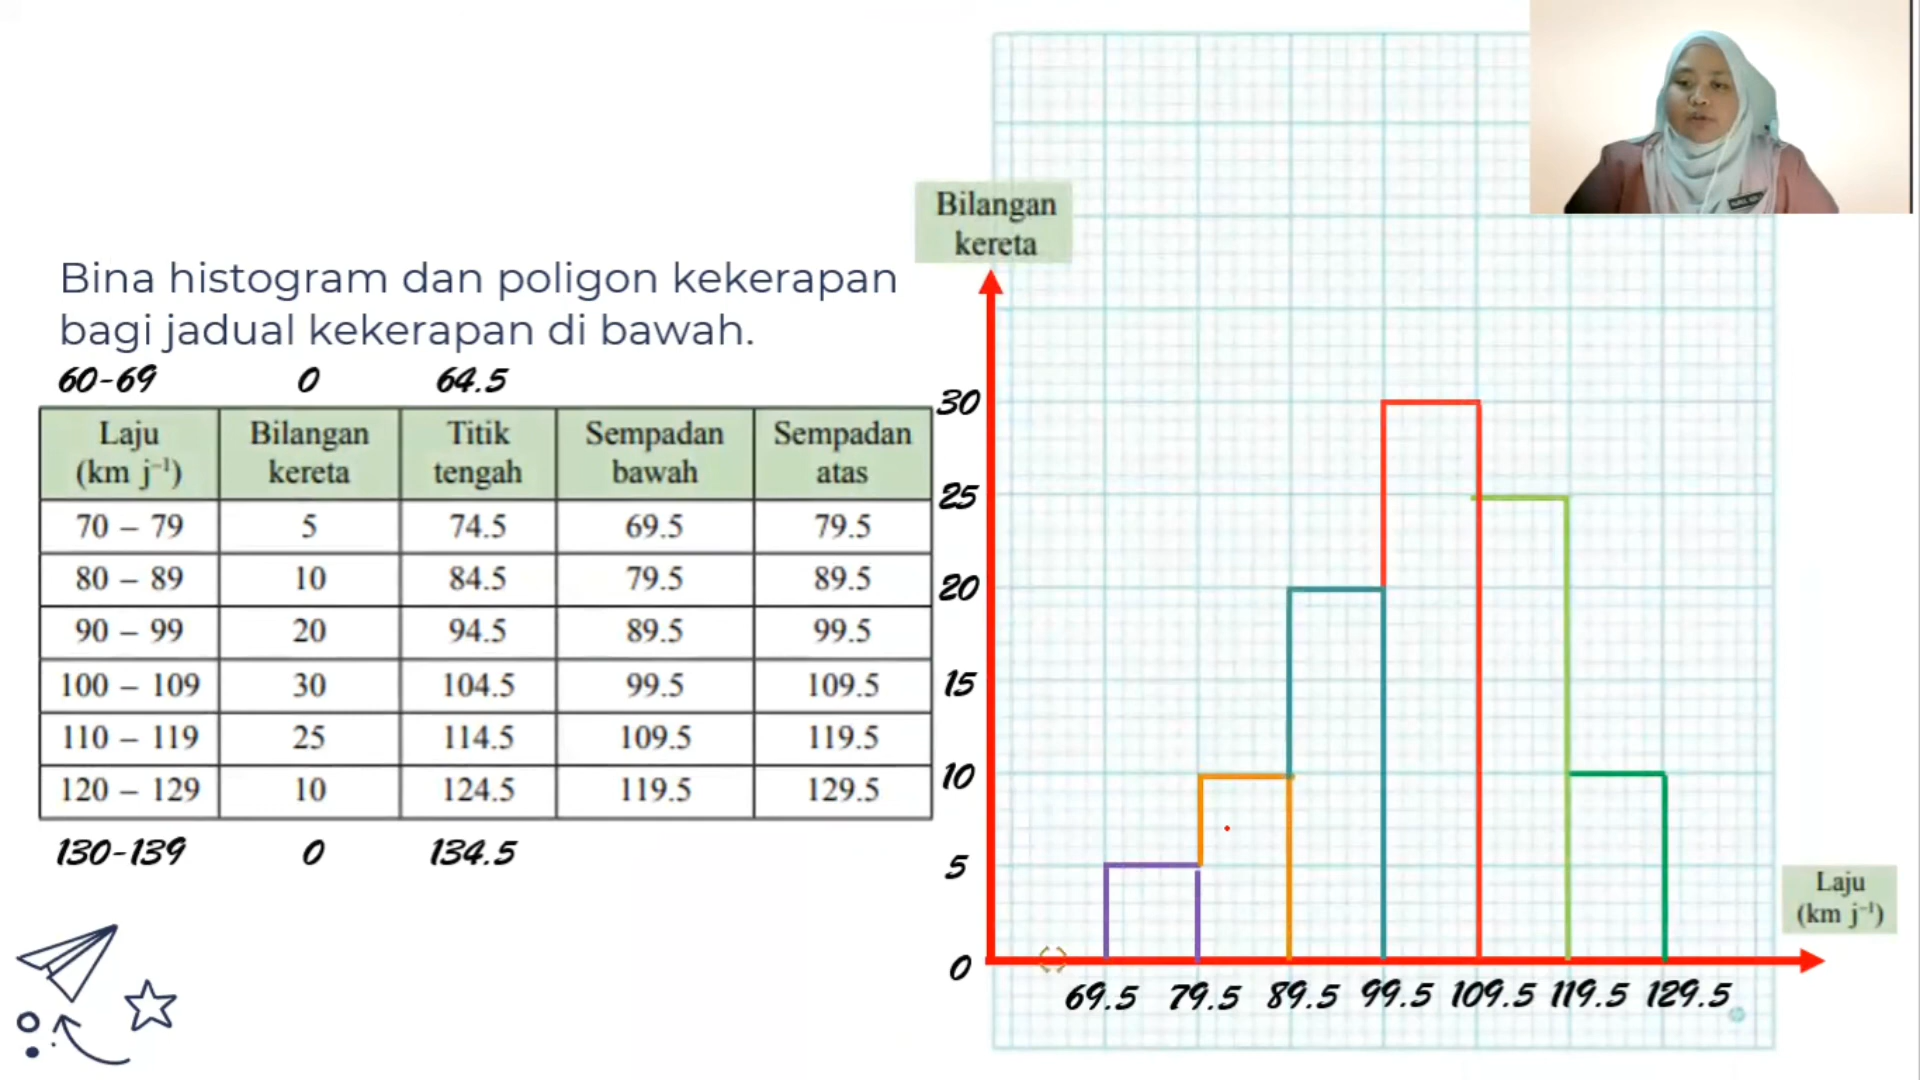 Bina histogram dan poligon kekerapan
bagi jadual kekerapan di bawah.
60-69 0 64.5
Laju (km j⁻¹) Bilangan kereta Titik tengah Sempadan bawah Sempadan atas
70 – 79 5 74.5 69.5 79.5
80 – 89 10 84.5 79.5 89.5
90 – 99 20 94.5 89.5 99.5
100 – 109 30 104.5 99.5 109.5
110 – 119 25 114.5 109.5 119.5
120 – 129 10 124.5 119.5 129.5
130-139 0 134.5
Bilangan
kereta
30
25
20
15
10
5
0
69.5 79.5 89.5 99.5 109.5 119.5 129.5
Laju
(km j⁻¹)